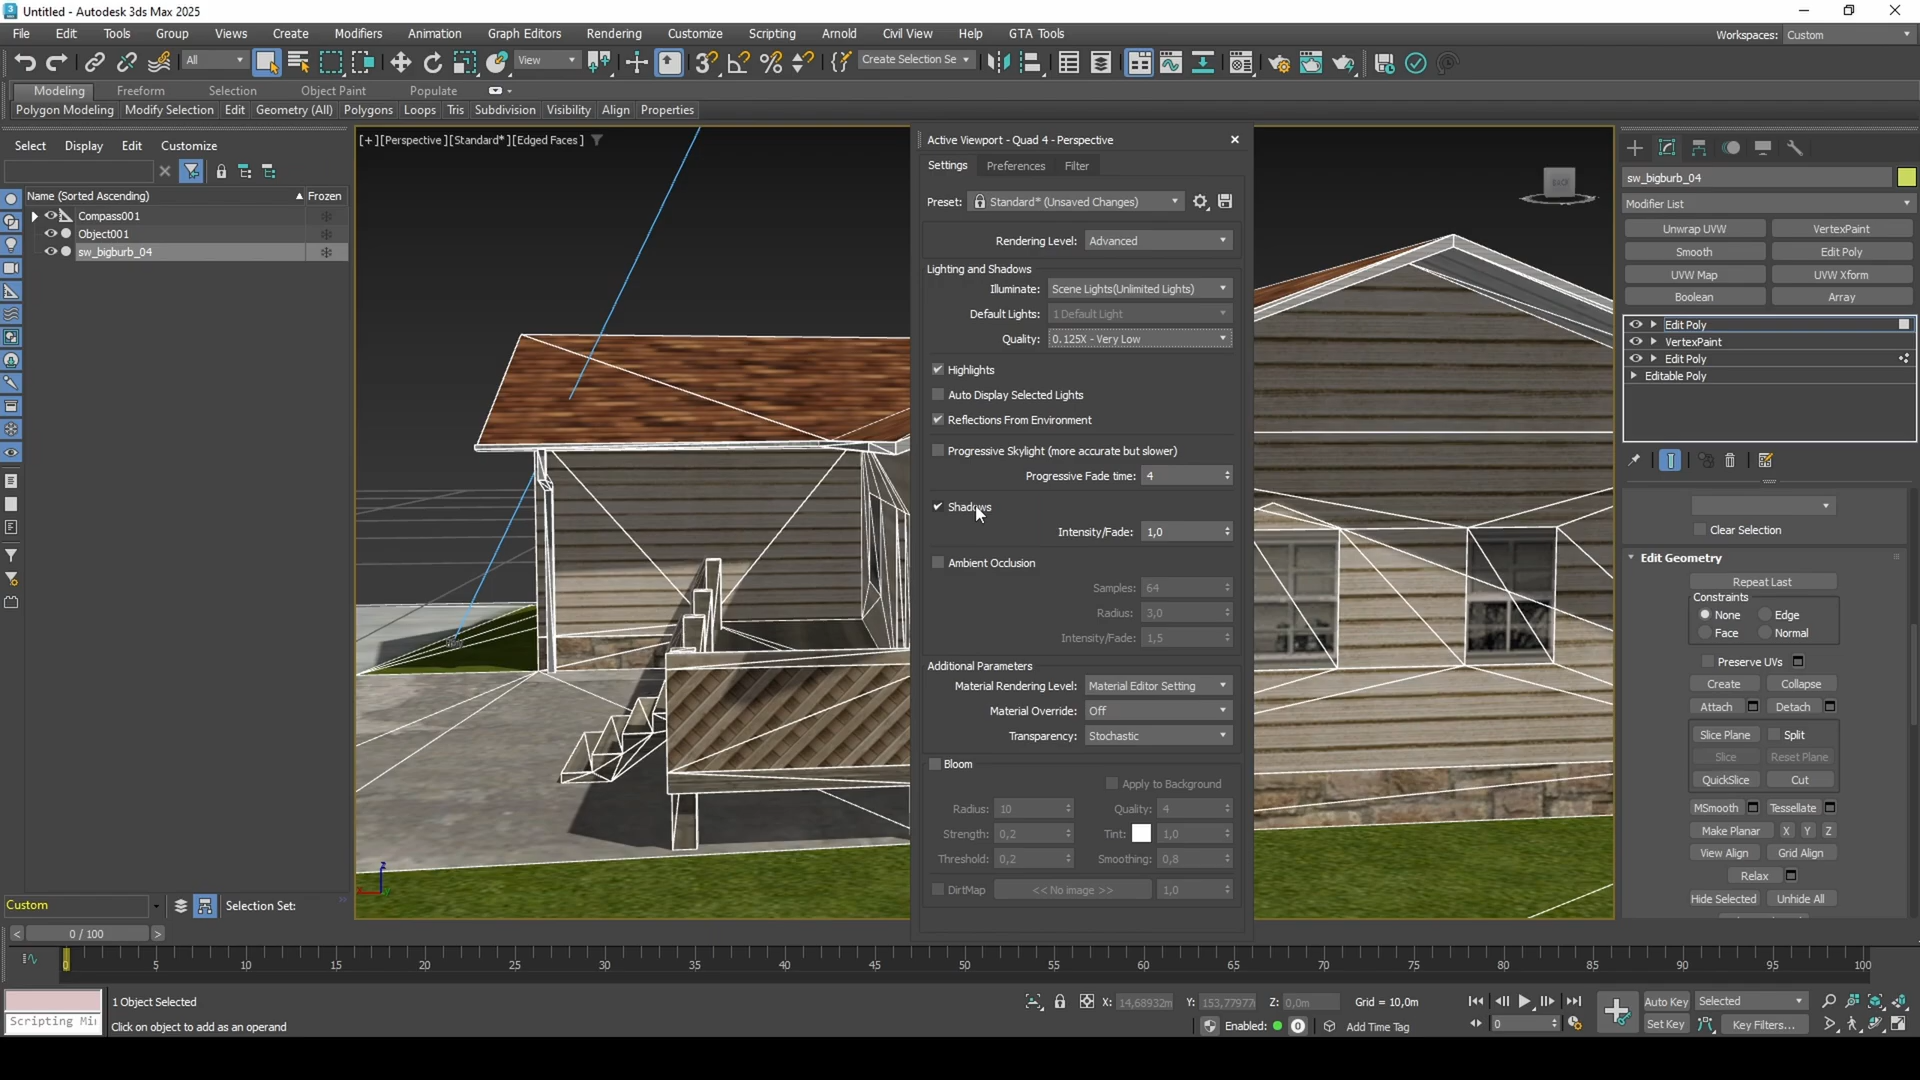 Untitled - Autodesk 3ds Max 2025
File Edit Tools Group Views Create Modifiers Animation Graph Editors Rendering Customize Scripting Arnold Civil View Help GTA Tools
Workspaces: Custom
All View Create Selection Se
Modeling Freeform Selection Object Paint Populate
Polygon Modeling Modify Selection Edit Geometry (All) Polygons Loops Tris Subdivision Visibility Align Properties
Select Display Edit Customize
Name (Sorted Ascending) Frozen
Compass001
Object001
sw_bigburb_04
[+][Perspective][Standard*][Edged Faces]
Active Viewport - Quad 4 - Perspective
Settings Preferences Filter
Preset: Standard* (Unsaved Changes)
Rendering Level: Advanced
Lighting and Shadows
Illuminate: Scene Lights(Unlimited Lights)
Default Lights: 1 Default Light
Quality: 0.125X - Very Low
Highlights
Auto Display Selected Lights
Reflections From Environment
Progressive Skylight (more accurate but slower)
Progressive Fade time: 4
Shadows
Intensity/Fade: 1,0
Ambient Occlusion
Samples: 64
Radius: 3,0
Intensity/Fade: 1,5
Additional Parameters
Material Rendering Level: Material Editor Setting
Material Override: Off
Transparency: Stochastic
Bloom
Apply to Background
Radius: 10 Quality: 4
Strength: 0,2 Tint: 1,0
Threshold: 0,2 Smoothing: 0,8
DirtMap << No image >> 1,0
BACK
sw_bigburb_04
Modifier List
Unwrap UVW VertexPaint
Smooth Edit Poly
UVW Map UVW Xform
Boolean Array
Edit Poly
VertexPaint
Edit Poly
Editable Poly
Clear Selection
Edit Geometry
Repeat Last
Constraints
None Edge
Face Normal
Preserve UVs
Create Collapse
Attach Detach
Slice Plane Split
Slice Reset Plane
QuickSlice Cut
MSmooth Tessellate
Make Planar X Y Z
View Align Grid Align
Relax
Hide Selected Unhide All
Custom Selection Set:
< 0 / 100 >
0 5 10 15 20 25 30 35 40 45 50 55 60 65 70 75 80 85 90 95 100
1 Object Selected
Scripting Mi
Click on object to add as an operand
X: 14,68932m Y: 153,77977 Z: 0,0m Grid = 10,0m
Enabled: 0 Add Time Tag
0
Auto Key Selected
Set Key Key Filters...